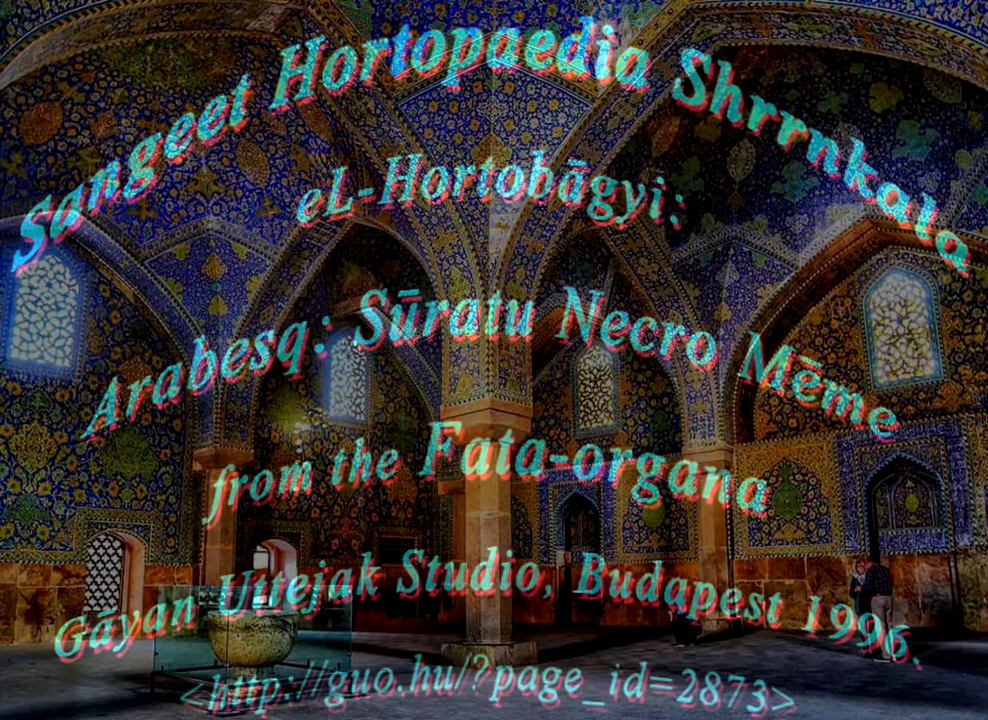 Sangeet Hortopaedia Shrrnkala
eL-Hortobāgyi:
Arabesq: Sūratu Necro Mēme
from the Fata-organa
Gāyan Uttejak Studio, Budapest 1996.
<http://guo.hu/?page_id=2873>